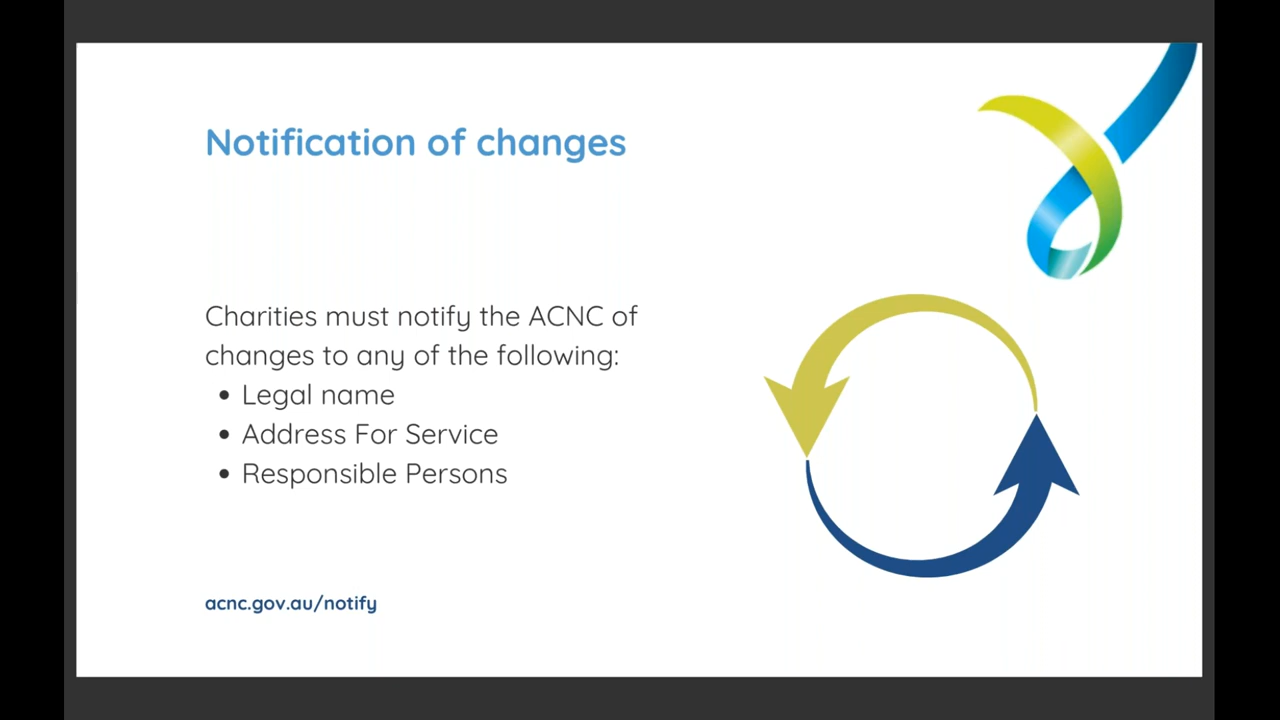 Notification of changes
Charities must notify the ACNC of
changes to any of the following:
• Legal name
• Address For Service
• Responsible Persons
acnc.gov.au/notify